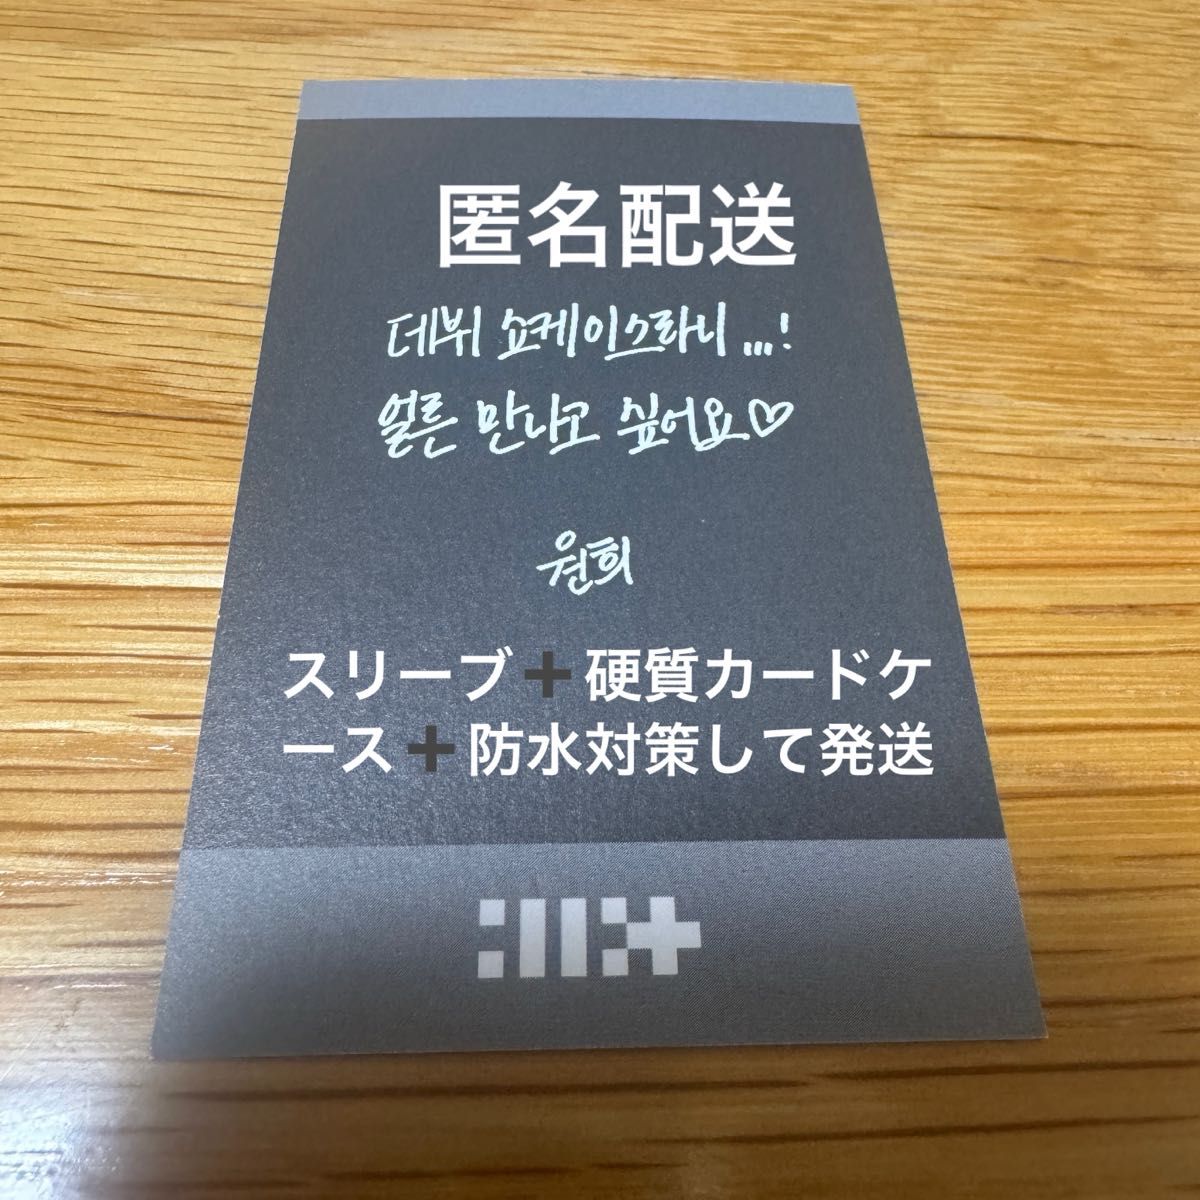 匿名配送
데뷔 쇼케이스라니...!
얼른 만나고 싶어요♡
원희
スリーブ➕硬質カードケ
ース➕防水対策して発送